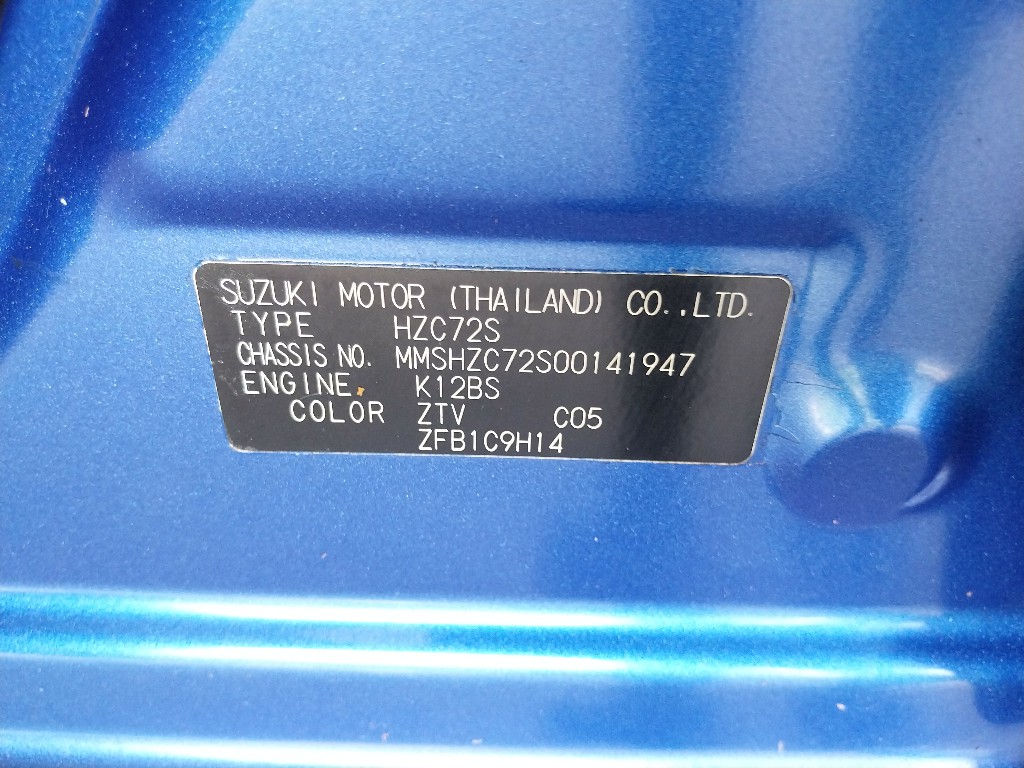 SUZUKI MOTOR (THAILAND) CO.,LTD.
TYPE HZC72S
CHASSIS NO. MMSHZC72S00141947
ENGINE. K12BS
COLOR ZTV C05
ZFB1C9H14